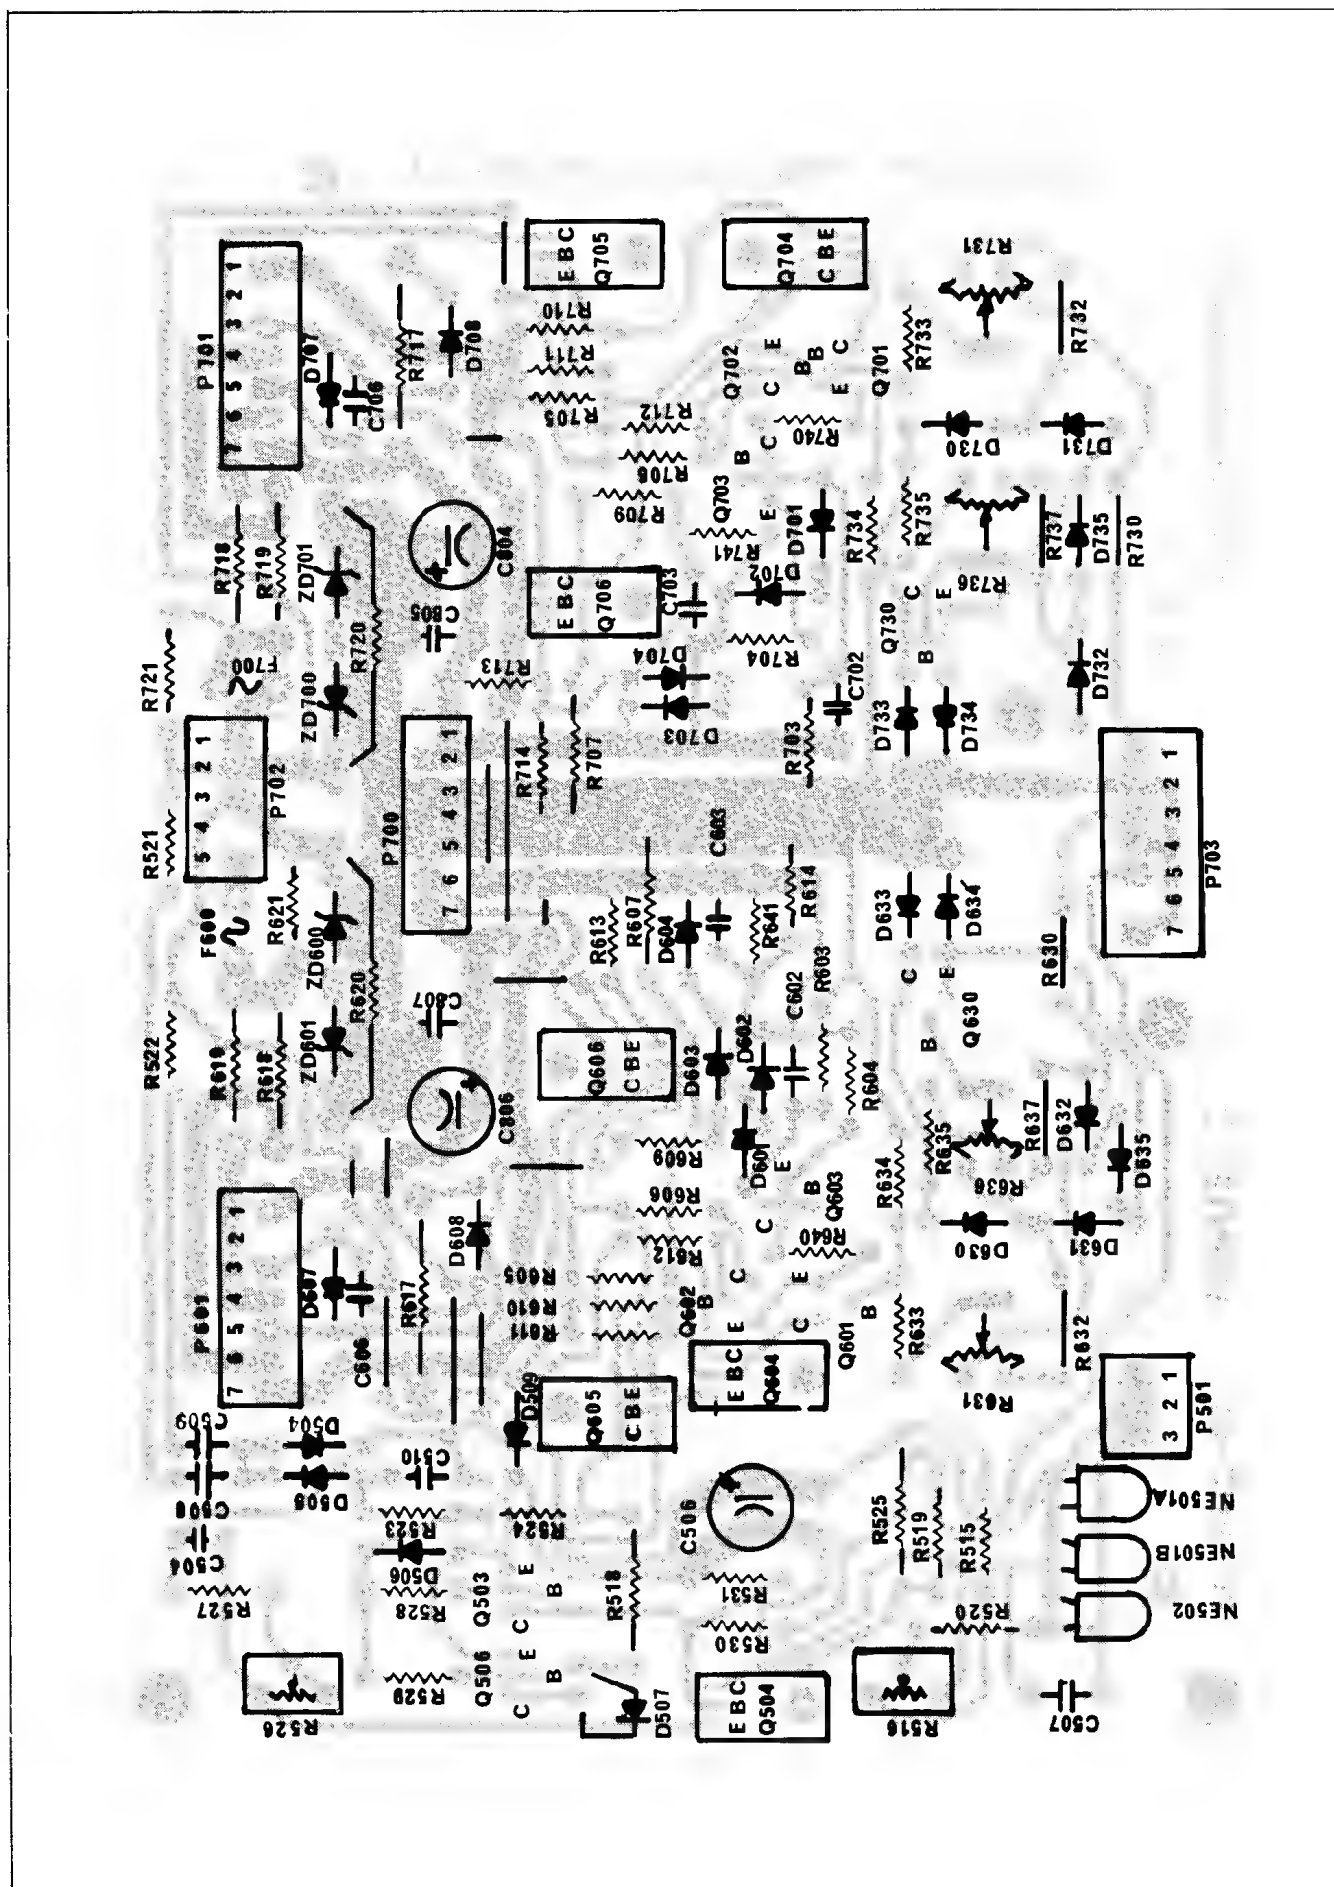 P701
7 6 5 4 3 2 1
D707
C706
R717
D708
E B C
Q705
Q704
C B E
R710
R711
R705
R712
R708
R709
Q702
E
C
B
B
C
E
Q701
R740
R733
R731
R732
D730
D731
B
C
E
Q703
R741
D701
R734
R735
R736
R737
D735
R730
R718
R719
ZD701
R720
C804
C805
E B C
Q706
C703
D702
R704
D704
D703
R713
C702
R703
Q730
C
E
B
D733
D734
D732
R721
F700
ZD700
5 4 3 2 1
P702
P700
7 6 5 4 3 2 1
R714
R707
R521
F600
R621
ZD600
R620
ZD601
R522
R619
R618
C807
C806
R613
R607
D604
C603
R641
R614
R603
C602
D602
D603
Q606
C B E
R604
D601
D633
D634
C
E
B
Q630
R630
7 6 5 4 3 2 1
P703
R609
R606
R612
R605
R610
R611
E
B
C
Q603
R640
R634
R635
R636
R637
D632
D635
D630
D631
P601
7 6 5 4 3 2 1
D607
C606
R617
D608
Q602
B
C
E
E
C
B
Q601
R633
R631
R632
E B C
Q604
Q605
C B E
D509
3 2 1
P501
C509
C508
C504
D504
D505
C510
R523
R524
D506
R528
R527
R526
R529
Q503
E
B
C
Q506
E
B
C
R518
D507
C506
R531
R530
E B C
Q504
R525
R519
R515
R520
R516
C507
NE501A
NE501B
NE502